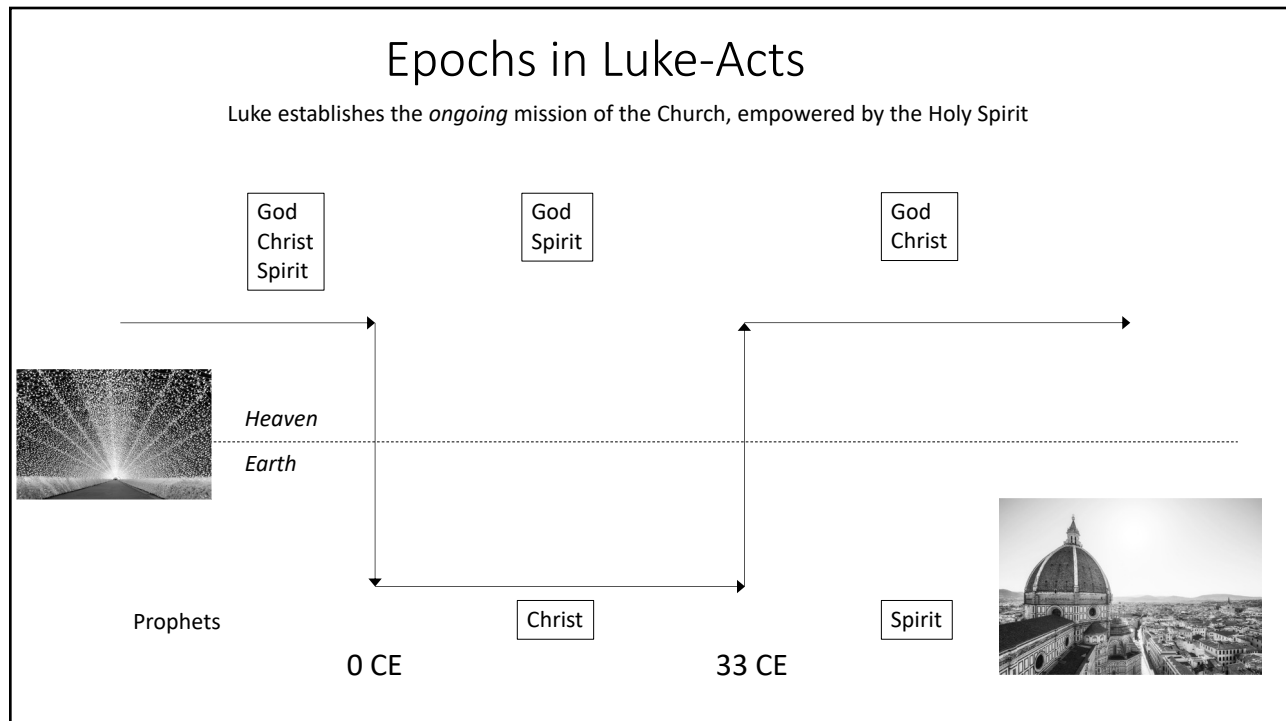 Epochs in Luke-Acts
Luke establishes the ongoing mission of the Church, empowered by the Holy Spirit
God
Christ
Spirit
God
Spirit
God
Christ
Heaven
Earth
Prophets
Christ
Spirit
0 CE
33 CE